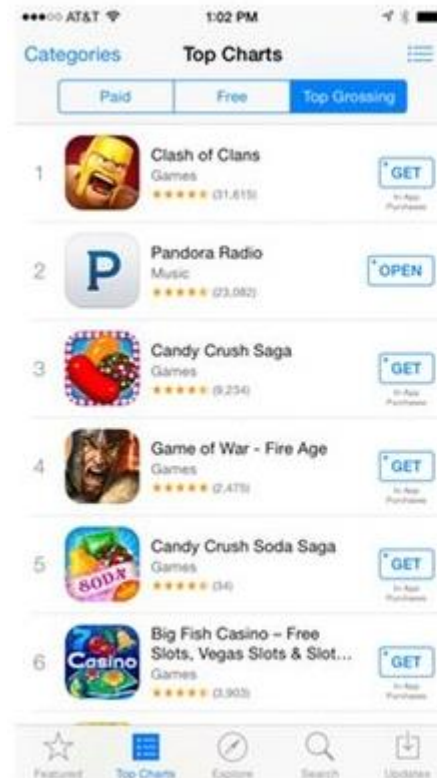 AT&T 1:02 PM
Categories Top Charts
Paid Free Top Grossing
1 Clash of Clans
Games
(31,615)
GET
In-App
Purchases
2 P Pandora Radio
Music
(23,082)
OPEN
3 Candy Crush Saga
Games
(9,234)
GET
In-App
Purchases
4 Game of War - Fire Age
Games
(2,475)
GET
In-App
Purchases
5 SODA Candy Crush Soda Saga
Games
(34)
GET
In-App
Purchases
6 7 Casino Big Fish Casino – Free
Slots, Vegas Slots & Slot...
Games
(3,903)
GET
In-App
Purchases
Featured Top Charts Explore Search Updates